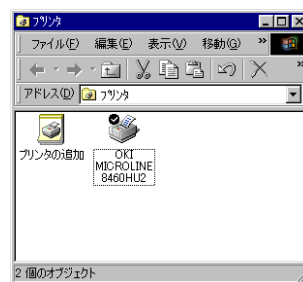 プリンタ
ファイル(F) 編集(E) 表示(V) 移動(G) »
»
アドレス(D) プリンタ
プリンタの追加
OKI
MICROLINE
8460HU2
2 個のオブジェクト